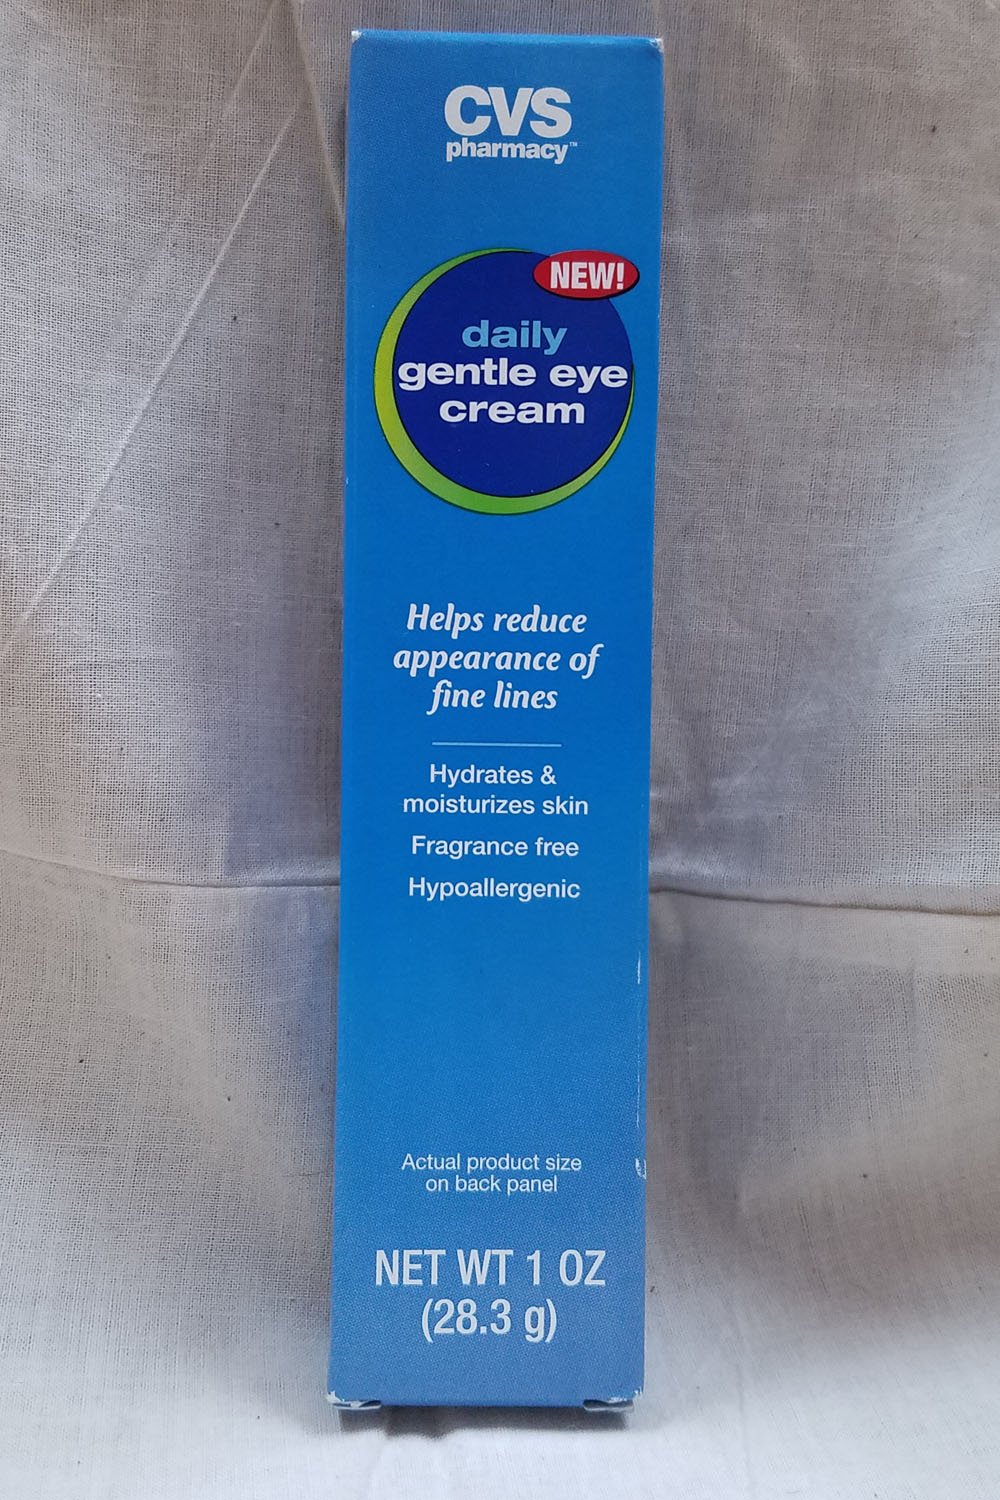 CVS
pharmacy™
NEW!
daily
gentle eye
cream
Helps reduce
appearance of
fine lines
Hydrates &
moisturizes skin
Fragrance free
Hypoallergenic
Actual product size
on back panel
NET WT 1 OZ
(28.3 g)